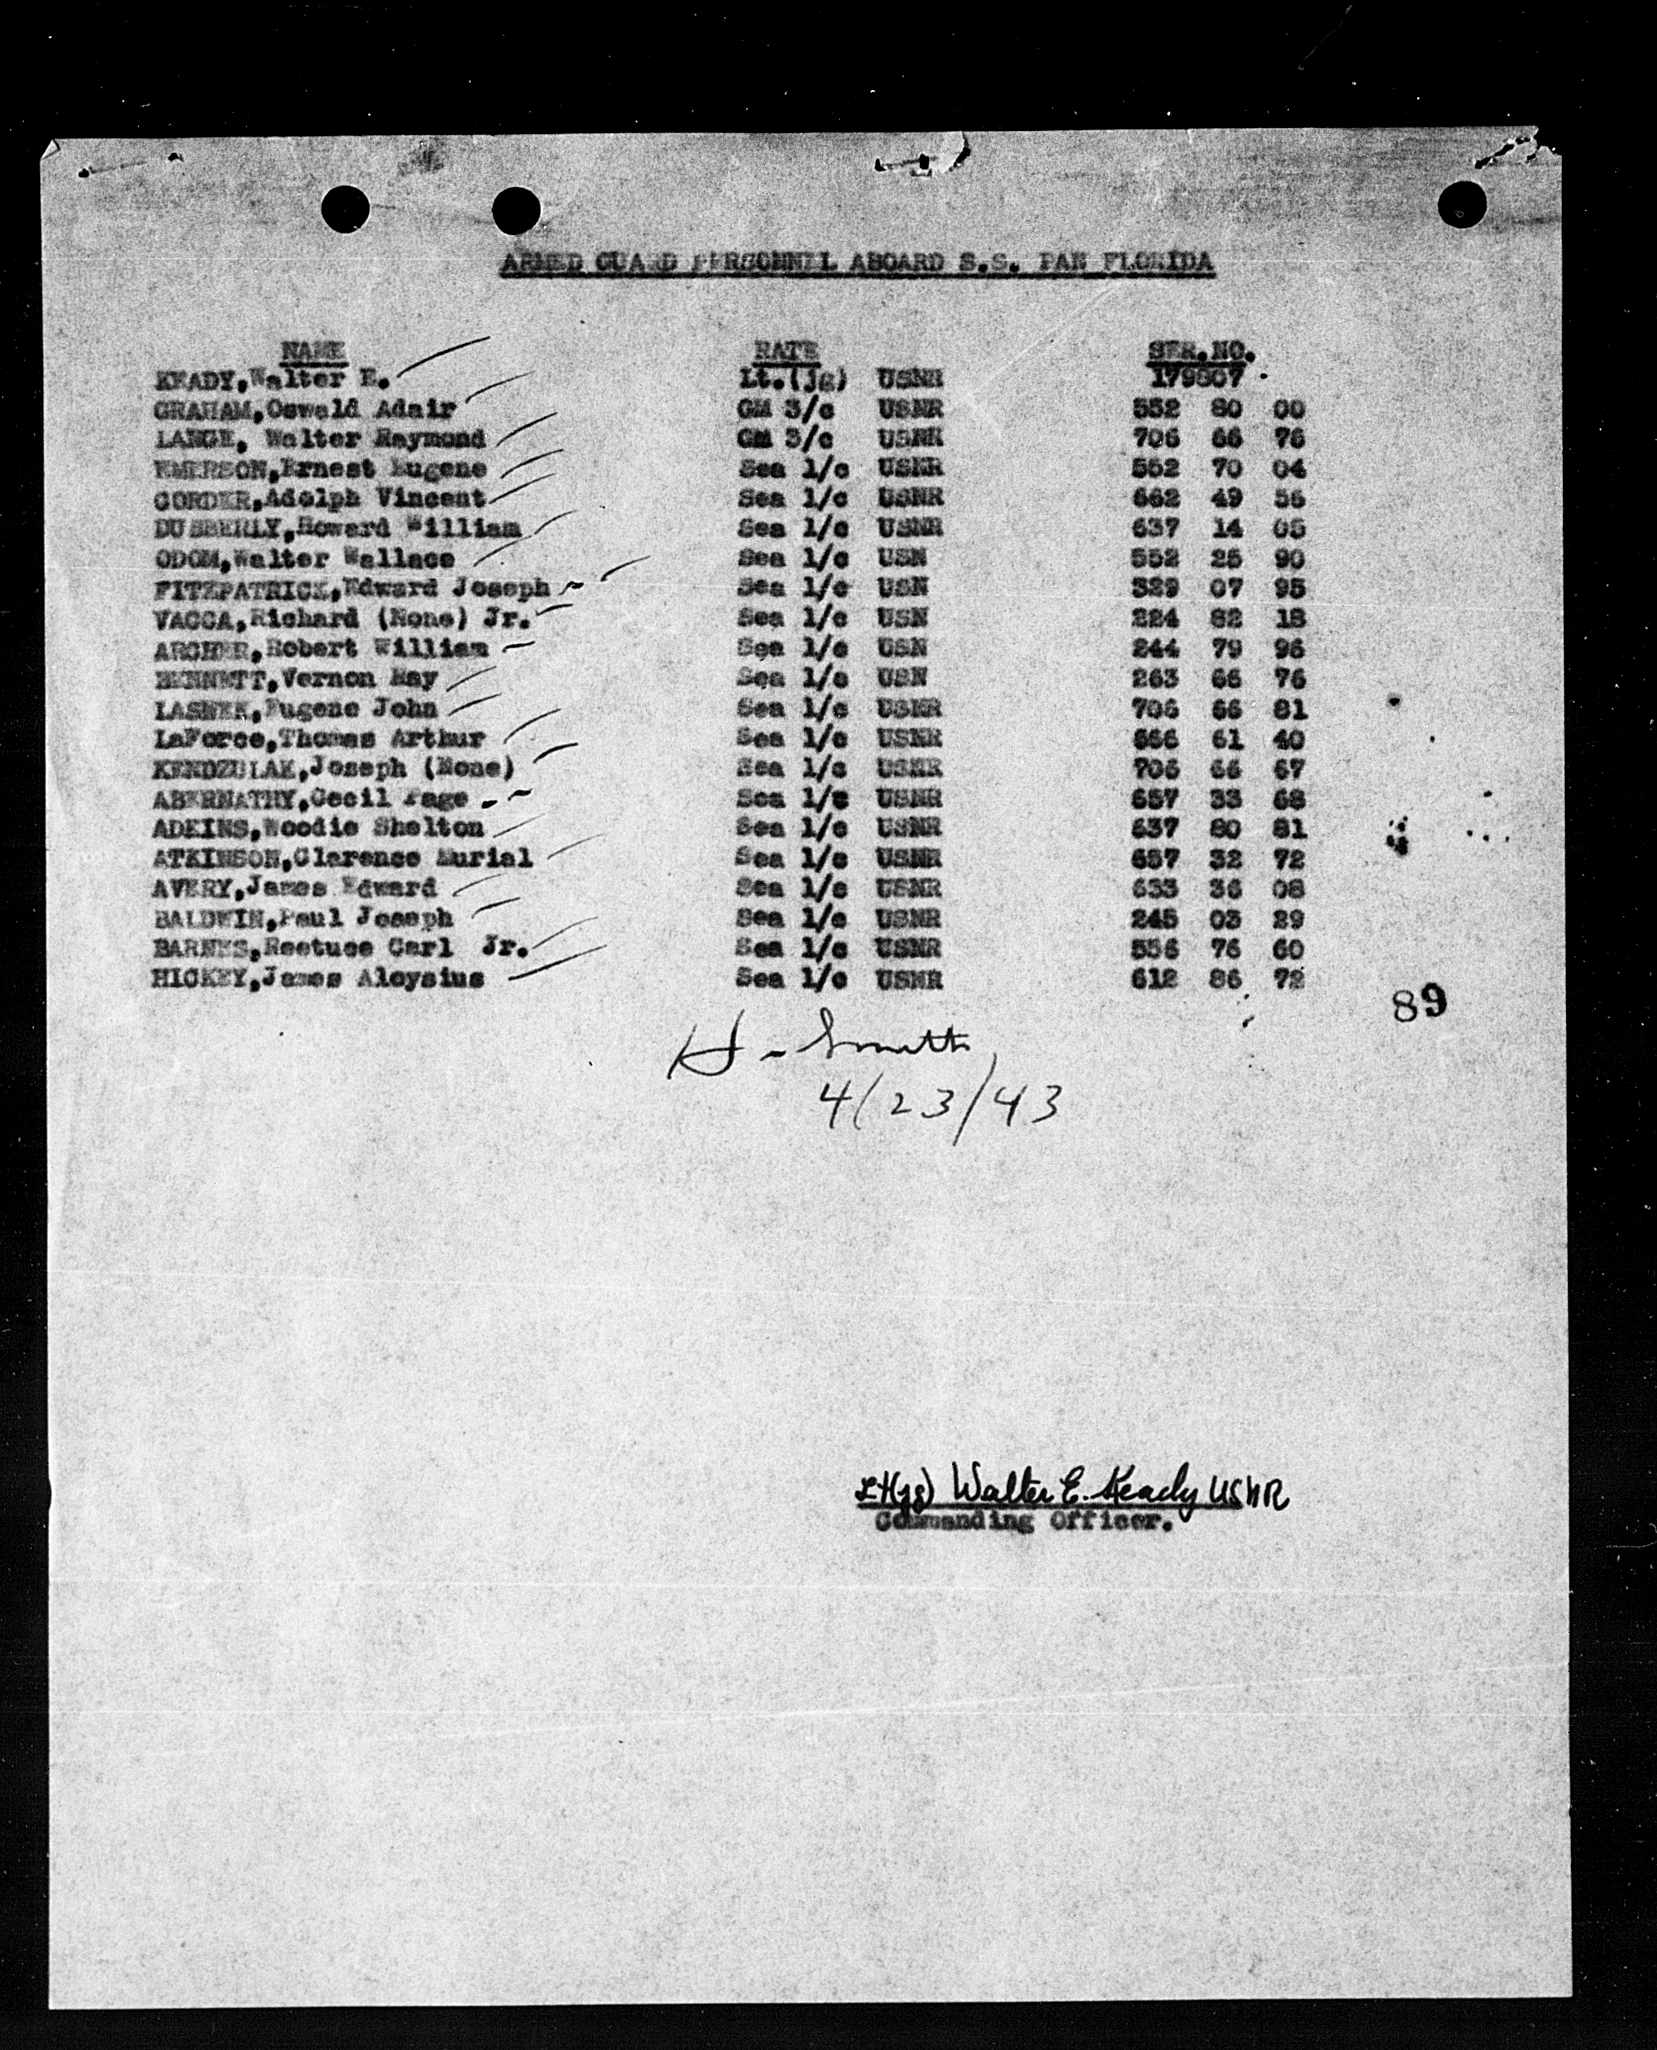 ARMED GUARD PERSONNEL ABOARD S.S. PAN FLORIDA
NAME RATE SER.NO.
KEADY,Walter E. Lt.(jg) USNR 179807
GRAHAM,Oswald Adair GM 3/c USNR 552 80 00
LANGE, Walter Raymond GM 3/c USNR 706 66 76
EMERSON,Ernest Eugene Sea 1/c USNR 552 70 04
CORDER,Adolph Vincent Sea 1/c USNR 662 49 56
DUBBERLY,Howard William Sea 1/c USNR 637 14 05
ODOM,Walter Wallace Sea 1/c USN 552 25 90
FITZPATRICK,Edward Joseph Sea 1/c USN 329 07 95
VACCA,Richard (None) Jr. Sea 1/c USN 224 82 18
ARCHER,Robert William Sea 1/c USN 244 79 96
BENNETT,Vernon Ray Sea 1/c USN 263 66 76
LASNEK,Eugene John Sea 1/c USNR 706 66 81
LaForce,Thomas Arthur Sea 1/c USNR 666 61 40
KENDZULAK,Joseph (None) Sea 1/c USNR 706 66 67
ABERNATHY,Cecil Page Sea 1/c USNR 657 33 68
ADKINS,Woodie Shelton Sea 1/c USNR 637 80 81
ATKINSON,Clarence Murial Sea 1/c USNR 657 32 72
AVERY,James Edward Sea 1/c USNR 633 36 08
BALDWIN,Paul Joseph Sea 1/c USNR 245 03 29
BARNES,Reetuce Carl Jr. Sea 1/c USNR 556 76 60
HICKEY,James Aloysius Sea 1/c USNR 612 86 72
89
H - Smith
4/23/43
Lt(jg) Walter E. Keady USNR
Commanding Officer.